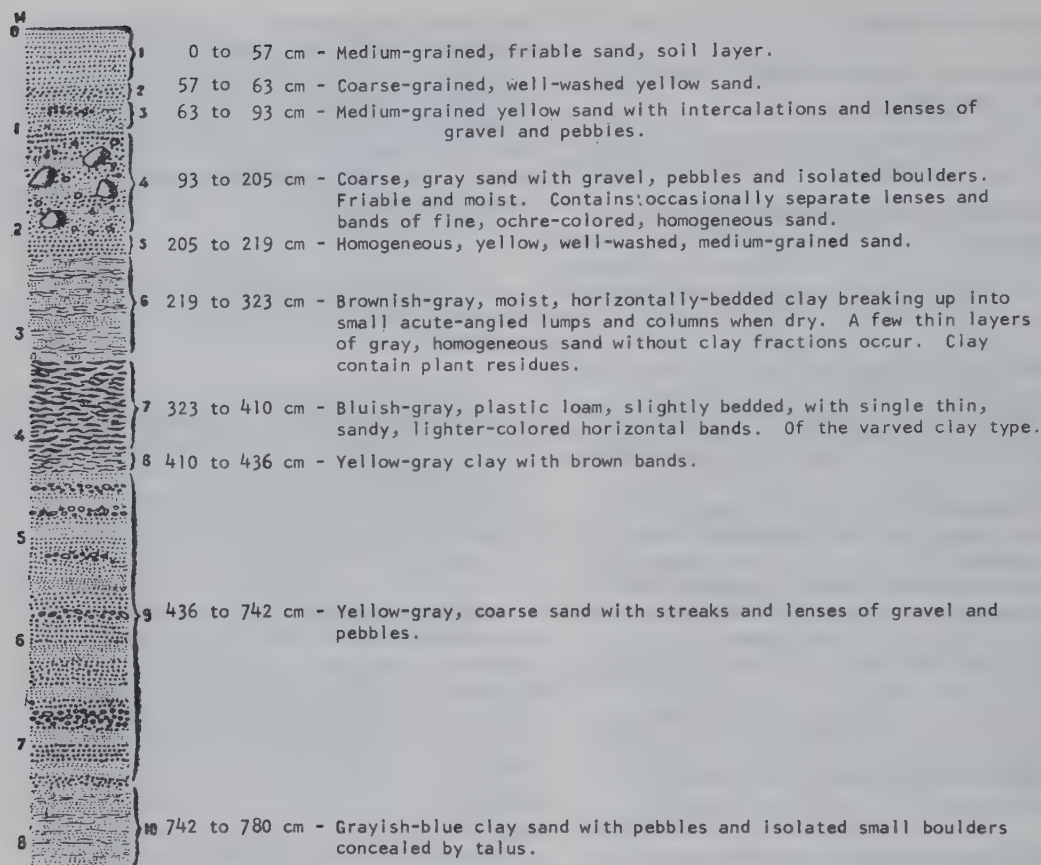 M
0
1 0 to 57 cm - Medium-grained, friable sand, soil layer.
2 57 to 63 cm - Coarse-grained, well-washed yellow sand.
3 63 to 93 cm - Medium-grained yellow sand with intercalations and lenses of
gravel and pebbles.
1
4 93 to 205 cm - Coarse, gray sand with gravel, pebbles and isolated boulders.
Friable and moist. Contains occasionally separate lenses and
bands of fine, ochre-colored, homogeneous sand.
2
5 205 to 219 cm - Homogeneous, yellow, well-washed, medium-grained sand.
6 219 to 323 cm - Brownish-gray, moist, horizontally-bedded clay breaking up into
small acute-angled lumps and columns when dry. A few thin layers
3
of gray, homogeneous sand without clay fractions occur. Clay
contain plant residues.
7 323 to 410 cm - Bluish-gray, plastic loam, slightly bedded, with single thin,
sandy, lighter-colored horizontal bands. Of the varved clay type.
4
8 410 to 436 cm - Yellow-gray clay with brown bands.
5
9 436 to 742 cm - Yellow-gray, coarse sand with streaks and lenses of gravel and
pebbles.
6
7
10 742 to 780 cm - Grayish-blue clay sand with pebbles and isolated small boulders
concealed by talus.
8